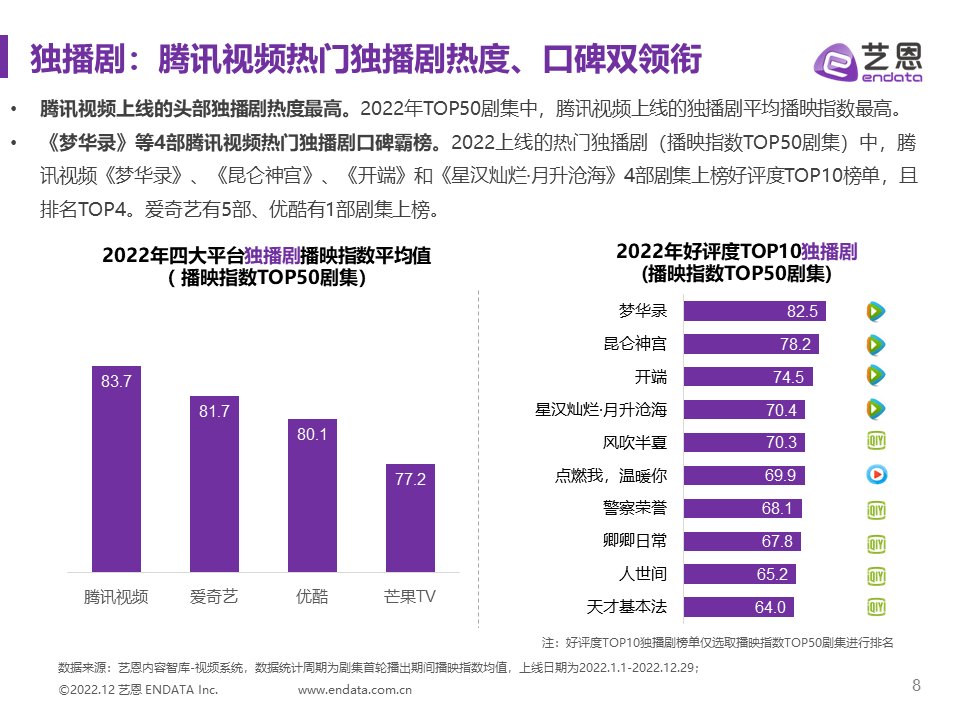 独播剧：腾讯视频热门独播剧热度、口碑双领衔
艺恩
endata
• 腾讯视频上线的头部独播剧热度最高。2022年TOP50剧集中，腾讯视频上线的独播剧平均播映指数最高。
• 《梦华录》等4部腾讯视频热门独播剧口碑霸榜。2022上线的热门独播剧（播映指数TOP50剧集）中，腾
讯视频《梦华录》、《昆仑神宫》、《开端》和《星汉灿烂·月升沧海》4部剧集上榜好评度TOP10榜单，且
排名TOP4。爱奇艺有5部、优酷有1部剧集上榜。
2022年四大平台独播剧播映指数平均值
（ 播映指数TOP50剧集）
83.7
81.7
80.1
77.2
腾讯视频
爱奇艺
优酷
芒果TV
2022年好评度TOP10独播剧
(播映指数TOP50剧集)
梦华录 82.5
昆仑神宫 78.2
开端 74.5
星汉灿烂·月升沧海 70.4
风吹半夏 70.3 QIY
点燃我，温暖你 69.9
警察荣誉 68.1 QIY
卿卿日常 67.8 QIY
人世间 65.2 QIY
天才基本法 64.0 QIY
注：好评度TOP10独播剧榜单仅选取播映指数TOP50剧集进行排名
数据来源：艺恩内容智库-视频系统，数据统计周期为剧集首轮播出期间播映指数均值，上线日期为2022.1.1-2022.12.29；
©2022.12 艺恩 ENDATA Inc.
www.endata.com.cn
8